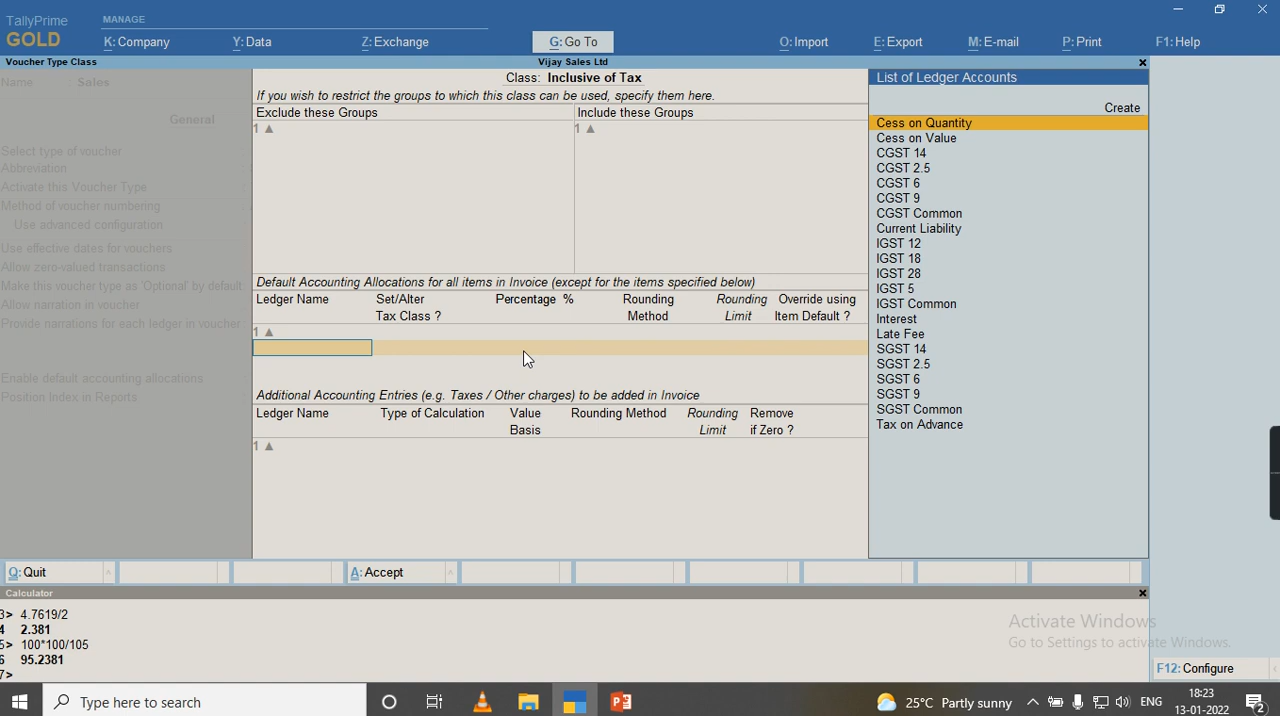 TallyPrime
GOLD
MANAGE
K: Company
Y: Data
Z: Exchange
G: Go To
O: Import
E: Export
M: E-mail
P: Print
F1: Help
Voucher Type Class
Vijay Sales Ltd
Name : Sales
General
Select type of voucher
Abbreviation
Activate this Voucher Type :
Method of voucher numbering
Use advanced configuration
Use effective dates for vouchers
Allow zero-valued transactions
Make this voucher type as 'Optional' by default
Allow narration in voucher
Provide narrations for each ledger in voucher :
Enable default accounting allocations
Position Index in Reports
Class: Inclusive of Tax
If you wish to restrict the groups to which this class can be used, specify them here.
Exclude these Groups
Include these Groups
1 ▲
1 ▲
Default Accounting Allocations for all items in Invoice (except for the items specified below)
Ledger Name
Set/Alter Tax Class ?
Percentage %
Rounding Method
Rounding Limit
Override using Item Default ?
1 ▲
Additional Accounting Entries (e.g. Taxes / Other charges) to be added in Invoice
Ledger Name
Type of Calculation
Value Basis
Rounding Method
Rounding Limit
Remove if Zero ?
1 ▲
List of Ledger Accounts
Create
Cess on Quantity
Cess on Value
CGST 14
CGST 2.5
CGST 6
CGST 9
CGST Common
Current Liability
IGST 12
IGST 18
IGST 28
IGST 5
IGST Common
Interest
Late Fee
SGST 14
SGST 2.5
SGST 6
SGST 9
SGST Common
Tax on Advance
Q: Quit
A: Accept
Calculator
3> 4.7619/2
4 2.381
5> 100*100/105
6 95.2381
7>
Activate Windows
Go to Settings to activate Windows.
F12: Configure
Type here to search
25°C Partly sunny
ENG
18:23
13-01-2022
2